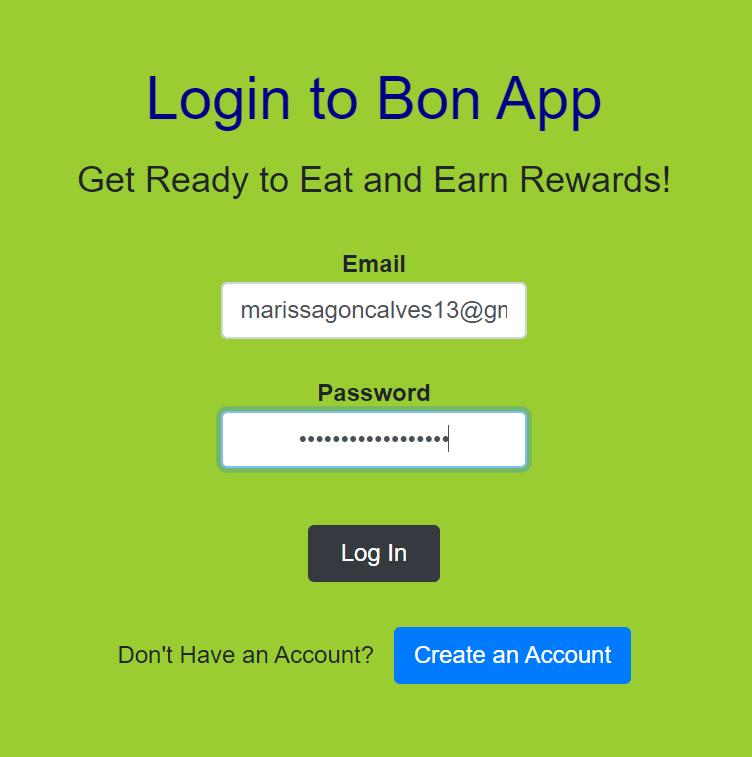 Login to Bon App
Get Ready to Eat and Earn Rewards!
Email
marissagoncalves13@gn
Password
••••••••••••••••••
Log In
Don't Have an Account? Create an Account